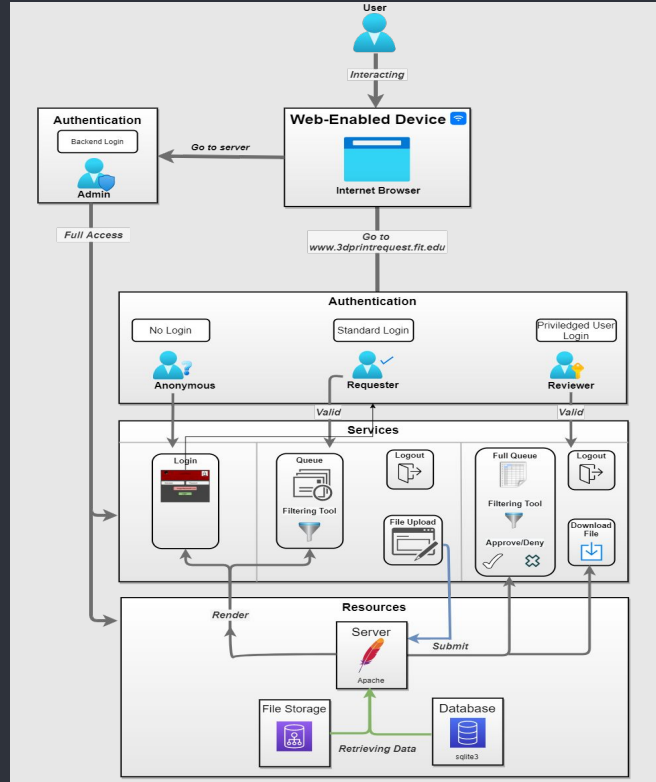 User
Interacting
Authentication
Backend Login
Admin
Go to server
Web-Enabled Device
Internet Browser
Full Access
Go to
www.3dprintrequest.fit.edu
Authentication
No Login
Standard Login
Priviledged User
Login
Anonymous
Requester
Reviewer
Valid
Valid
Services
Login
Queue
Filtering Tool
Logout
File Upload
Full Queue
Filtering Tool
Approve/Deny
Logout
Download
File
Resources
Render
Server
Apache
Submit
File Storage
Database
sqlite3
Retrieving Data